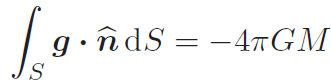 ∫_S g · n̂ dS = −4πGM